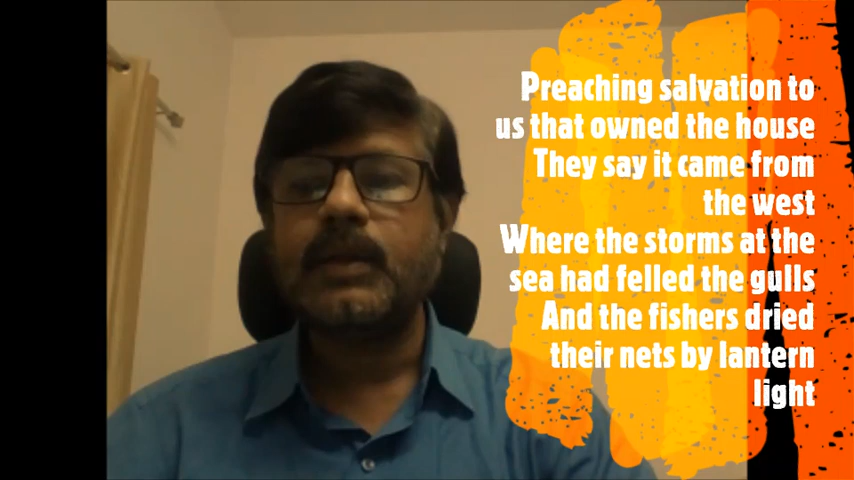 Preaching salvation to
us that owned the house
They say it came from
the west
Where the storms at the
sea had felled the gulls
And the fishers dried
their nets by lantern
light